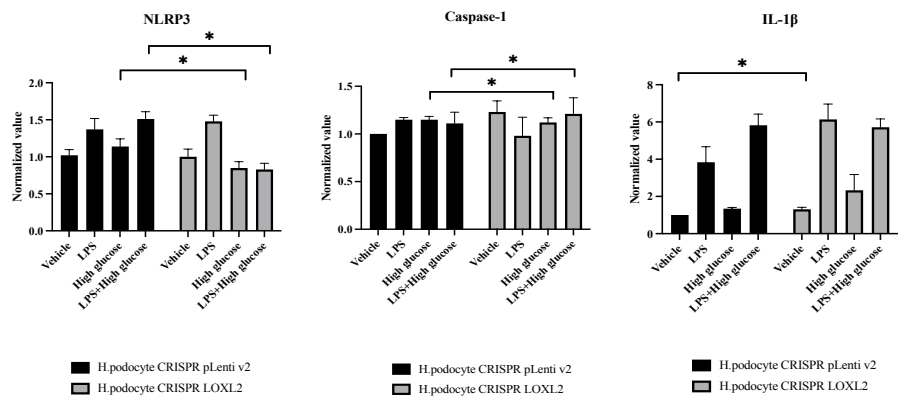 NLRP3
*
*
Normalized value
2.0
1.5
1.0
0.5
0.0
Vehicle
LPS
High glucose
LPS+High glucose
Vehicle
LPS
High glucose
LPS+High glucose
H.podocyte CRISPR pLenti v2
H.podocyte CRISPR LOXL2
Caspase-1
*
*
Normalized value
1.5
1.0
0.5
0.0
Vehicle
LPS
High glucose
LPS+High glucose
Vehicle
LPS
High glucose
LPS+High glucose
H.podocyte CRISPR pLenti v2
H.podocyte CRISPR LOXL2
IL-1β
*
Normalized value
8
6
4
2
0
Vehicle
LPS
High glucose
LPS+High glucose
Vehicle
LPS
High glucose
LPS+High glucose
H.podocyte CRISPR pLenti v2
H.podocyte CRISPR LOXL2